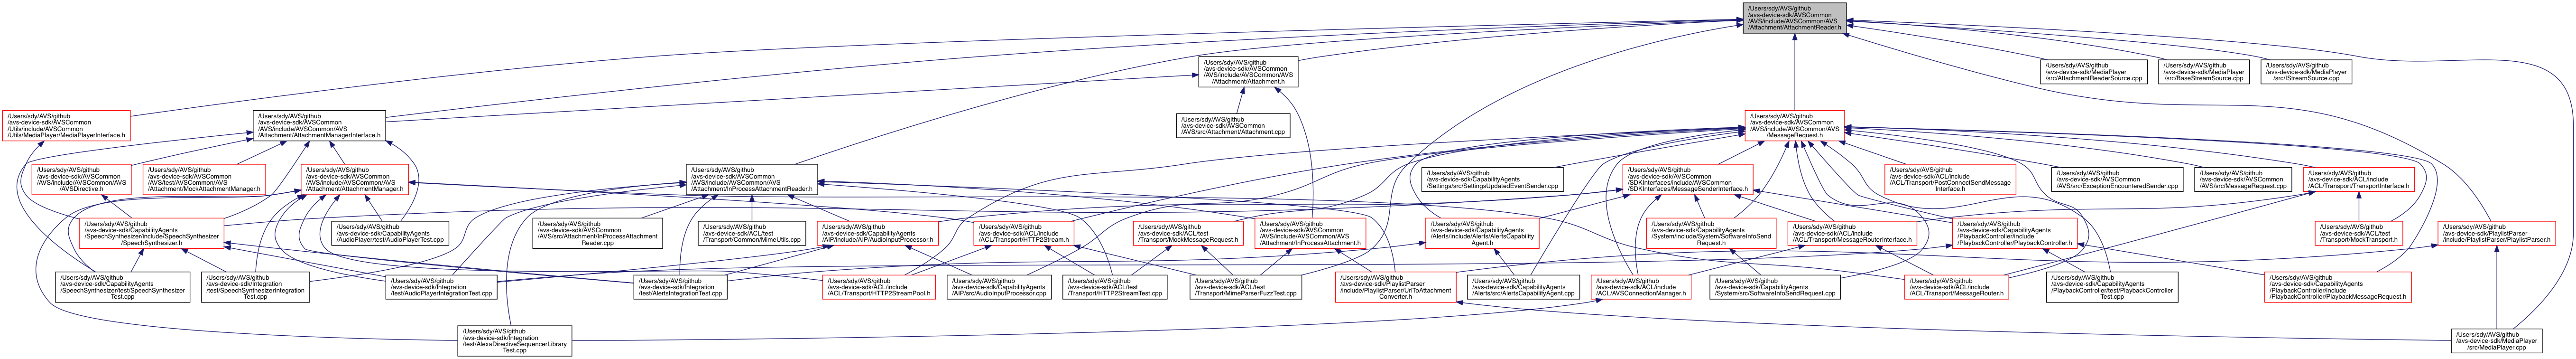 /Users/sdy/AVS/github
/avs-device-sdk/AVSCommon
/AVS/include/AVSCommon/AVS
/Attachment/AttachmentReader.h
/Users/sdy/AVS/github
/avs-device-sdk/AVSCommon
/AVS/include/AVSCommon/AVS
/Attachment/Attachment.h
/Users/sdy/AVS/github
/avs-device-sdk/MediaPlayer
/src/AttachmentReaderSource.cpp
/Users/sdy/AVS/github
/avs-device-sdk/MediaPlayer
/src/BaseStreamSource.cpp
/Users/sdy/AVS/github
/avs-device-sdk/MediaPlayer
/src/IStreamSource.cpp
/Users/sdy/AVS/github
/avs-device-sdk/AVSCommon
/Utils/include/AVSCommon
/Utils/MediaPlayer/MediaPlayerInterface.h
/Users/sdy/AVS/github
/avs-device-sdk/AVSCommon
/AVS/include/AVSCommon/AVS
/Attachment/AttachmentManagerInterface.h
/Users/sdy/AVS/github
/avs-device-sdk/AVSCommon
/AVS/src/Attachment/Attachment.cpp
/Users/sdy/AVS/github
/avs-device-sdk/AVSCommon
/AVS/include/AVSCommon/AVS
/MessageRequest.h
/Users/sdy/AVS/github
/avs-device-sdk/AVSCommon
/AVS/include/AVSCommon/AVS
/AVSDirective.h
/Users/sdy/AVS/github
/avs-device-sdk/AVSCommon
/AVS/test/AVSCommon/AVS
/Attachment/MockAttachmentManager.h
/Users/sdy/AVS/github
/avs-device-sdk/AVSCommon
/AVS/include/AVSCommon/AVS
/Attachment/AttachmentManager.h
/Users/sdy/AVS/github
/avs-device-sdk/AVSCommon
/AVS/include/AVSCommon/AVS
/Attachment/InProcessAttachmentReader.h
/Users/sdy/AVS/github
/avs-device-sdk/CapabilityAgents
/Settings/src/SettingsUpdatedEventSender.cpp
/Users/sdy/AVS/github
/avs-device-sdk/AVSCommon
/SDKInterfaces/include/AVSCommon
/SDKInterfaces/MessageSenderInterface.h
/Users/sdy/AVS/github
/avs-device-sdk/ACL/include
/ACL/Transport/PostConnectSendMessage
Interface.h
/Users/sdy/AVS/github
/avs-device-sdk/AVSCommon
/AVS/src/ExceptionEncounteredSender.cpp
/Users/sdy/AVS/github
/avs-device-sdk/AVSCommon
/AVS/src/MessageRequest.cpp
/Users/sdy/AVS/github
/avs-device-sdk/ACL/include
/ACL/Transport/TransportInterface.h
/Users/sdy/AVS/github
/avs-device-sdk/CapabilityAgents
/SpeechSynthesizer/include/SpeechSynthesizer
/SpeechSynthesizer.h
/Users/sdy/AVS/github
/avs-device-sdk/CapabilityAgents
/AudioPlayer/test/AudioPlayerTest.cpp
/Users/sdy/AVS/github
/avs-device-sdk/AVSCommon
/AVS/src/Attachment/InProcessAttachment
Reader.cpp
/Users/sdy/AVS/github
/avs-device-sdk/ACL/test
/Transport/Common/MimeUtils.cpp
/Users/sdy/AVS/github
/avs-device-sdk/CapabilityAgents
/AIP/include/AIP/AudioInputProcessor.h
/Users/sdy/AVS/github
/avs-device-sdk/ACL/include
/ACL/Transport/HTTP2Stream.h
/Users/sdy/AVS/github
/avs-device-sdk/ACL/test
/Transport/MockMessageRequest.h
/Users/sdy/AVS/github
/avs-device-sdk/AVSCommon
/AVS/include/AVSCommon/AVS
/Attachment/InProcessAttachment.h
/Users/sdy/AVS/github
/avs-device-sdk/CapabilityAgents
/Alerts/include/Alerts/AlertsCapability
Agent.h
/Users/sdy/AVS/github
/avs-device-sdk/CapabilityAgents
/System/include/System/SoftwareInfoSend
Request.h
/Users/sdy/AVS/github
/avs-device-sdk/ACL/include
/ACL/Transport/MessageRouterInterface.h
/Users/sdy/AVS/github
/avs-device-sdk/CapabilityAgents
/PlaybackController/include
/PlaybackController/PlaybackController.h
/Users/sdy/AVS/github
/avs-device-sdk/ACL/test
/Transport/MockTransport.h
/Users/sdy/AVS/github
/avs-device-sdk/PlaylistParser
/include/PlaylistParser/PlaylistParser.h
/Users/sdy/AVS/github
/avs-device-sdk/CapabilityAgents
/SpeechSynthesizer/test/SpeechSynthesizer
Test.cpp
/Users/sdy/AVS/github
/avs-device-sdk/Integration
/test/SpeechSynthesizerIntegration
Test.cpp
/Users/sdy/AVS/github
/avs-device-sdk/Integration
/test/AudioPlayerIntegrationTest.cpp
/Users/sdy/AVS/github
/avs-device-sdk/Integration
/test/AlertsIntegrationTest.cpp
/Users/sdy/AVS/github
/avs-device-sdk/ACL/include
/ACL/Transport/HTTP2StreamPool.h
/Users/sdy/AVS/github
/avs-device-sdk/CapabilityAgents
/AIP/src/AudioInputProcessor.cpp
/Users/sdy/AVS/github
/avs-device-sdk/ACL/test
/Transport/HTTP2StreamTest.cpp
/Users/sdy/AVS/github
/avs-device-sdk/ACL/test
/Transport/MimeParserFuzzTest.cpp
/Users/sdy/AVS/github
/avs-device-sdk/PlaylistParser
/include/PlaylistParser/UrlToAttachment
Converter.h
/Users/sdy/AVS/github
/avs-device-sdk/CapabilityAgents
/Alerts/src/AlertsCapabilityAgent.cpp
/Users/sdy/AVS/github
/avs-device-sdk/ACL/include
/ACL/AVSConnectionManager.h
/Users/sdy/AVS/github
/avs-device-sdk/CapabilityAgents
/System/src/SoftwareInfoSendRequest.cpp
/Users/sdy/AVS/github
/avs-device-sdk/ACL/include
/ACL/Transport/MessageRouter.h
/Users/sdy/AVS/github
/avs-device-sdk/CapabilityAgents
/PlaybackController/test/PlaybackController
Test.cpp
/Users/sdy/AVS/github
/avs-device-sdk/CapabilityAgents
/PlaybackController/include
/PlaybackController/PlaybackMessageRequest.h
/Users/sdy/AVS/github
/avs-device-sdk/Integration
/test/AlexaDirectiveSequencerLibrary
Test.cpp
/Users/sdy/AVS/github
/avs-device-sdk/MediaPlayer
/src/MediaPlayer.cpp